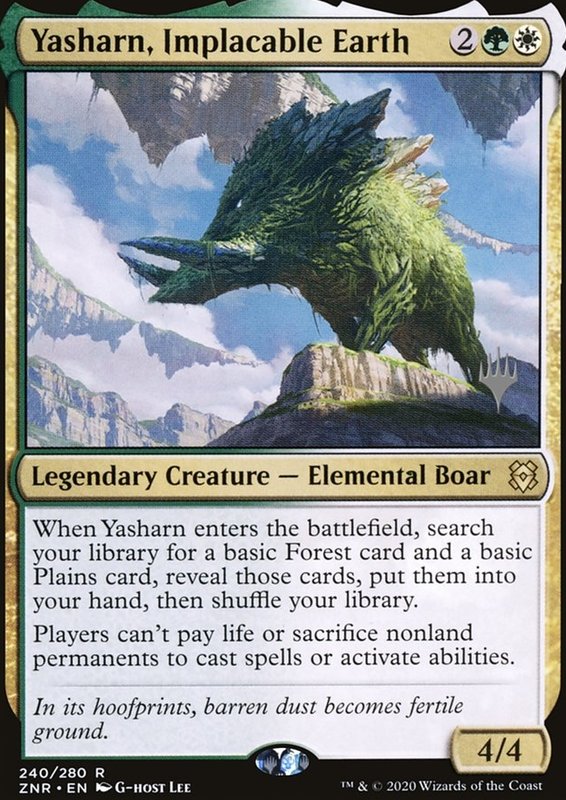 Yasharn, Implacable Earth 2
Legendary Creature — Elemental Boar
When Yasharn enters the battlefield, search
your library for a basic Forest card and a basic
Plains card, reveal those cards, put them into
your hand, then shuffle your library.
Players can't pay life or sacrifice nonland
permanents to cast spells or activate abilities.
In its hoofprints, barren dust becomes fertile
ground.
4/4
240/280 R
ZNR • EN G-HOST LEE
™ & © 2020 Wizards of the Coast